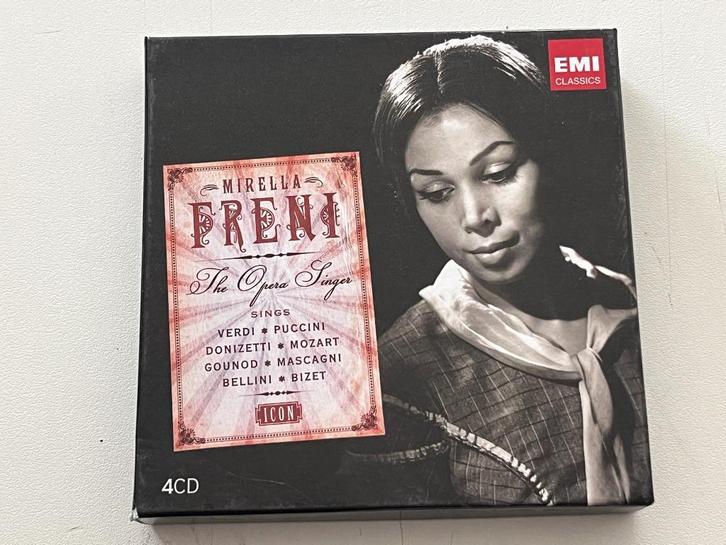 EMI
CLASSICS
MIRELLA
FRENI
The Opera Singer
SINGS
VERDI * PUCCINI
DONIZETTI * MOZART
GOUNOD * MASCAGNI
BELLINI * BIZET
ICON
4CD